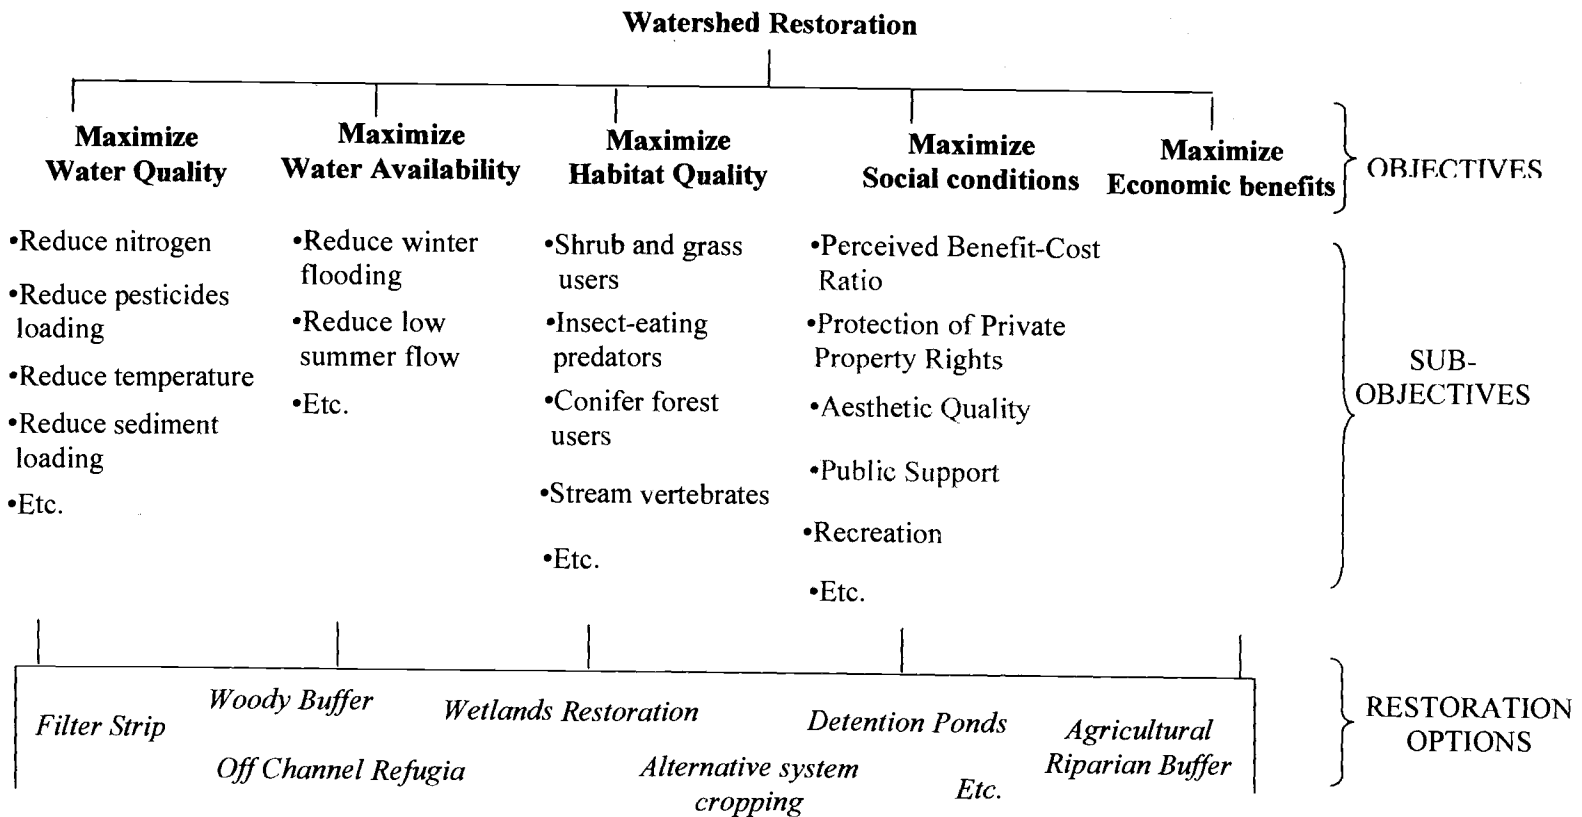 Watershed Restoration
Maximize
Water Quality
Maximize
Water Availability
Maximize
Habitat Quality
Maximize
Social conditions
Maximize
Economic benefits
OBJECTIVES
•Reduce nitrogen
•Reduce pesticides
loading
•Reduce temperature
•Reduce sediment
loading
•Etc.
•Reduce winter
flooding
•Reduce low
summer flow
•Etc.
•Shrub and grass
users
•Insect-eating
predators
•Conifer forest
users
•Stream vertebrates
•Etc.
•Perceived Benefit-Cost
Ratio
•Protection of Private
Property Rights
•Aesthetic Quality
•Public Support
•Recreation
•Etc.
SUB-
OBJECTIVES
Filter Strip
Woody Buffer
Off Channel Refugia
Wetlands Restoration
Alternative system
cropping
Detention Ponds
Etc.
Agricultural
Riparian Buffer
RESTORATION
OPTIONS